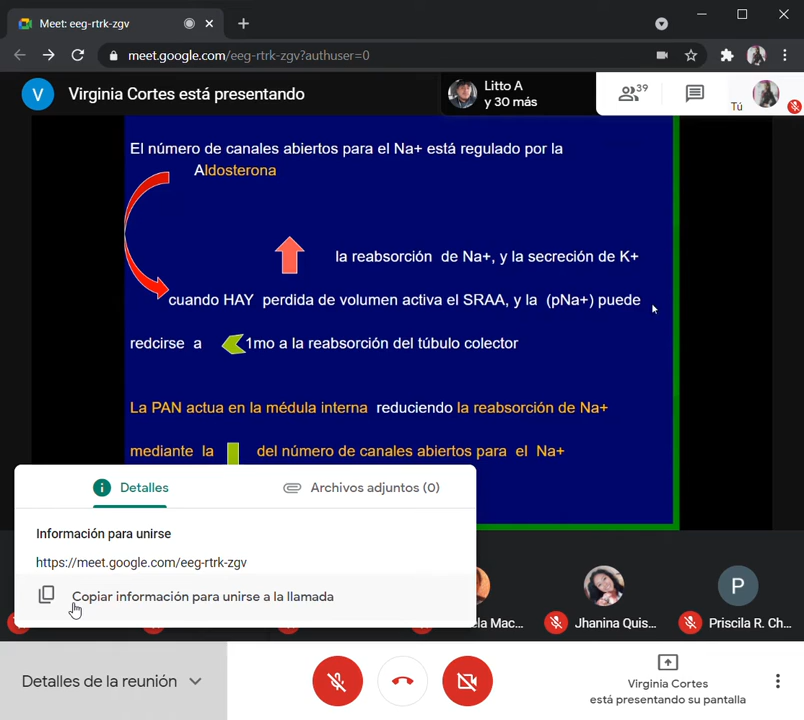 Meet: eeg-rtrk-zgv
meet.google.com/eeg-rtrk-zgv?authuser=0
V
Virginia Cortes está presentando
Litto A
y 30 más
39
Tú
El número de canales abiertos para el Na+ está regulado por la
Aldosterona
la reabsorción de Na+, y la secreción de K+
cuando HAY perdida de volumen activa el SRAA, y la (pNa+) puede
redcirse a 1mo a la reabsorción del túbulo colector
La PAN actua en la médula interna reduciendo la reabsorción de Na+
mediante la del número de canales abiertos para el Na+
Detalles
Archivos adjuntos (0)
Información para unirse
https://meet.google.com/eeg-rtrk-zgv
Copiar información para unirse a la llamada
P
la Mac...
Jhanina Quis...
Priscila R. Ch...
Detalles de la reunión
Virginia Cortes
está presentando su pantalla